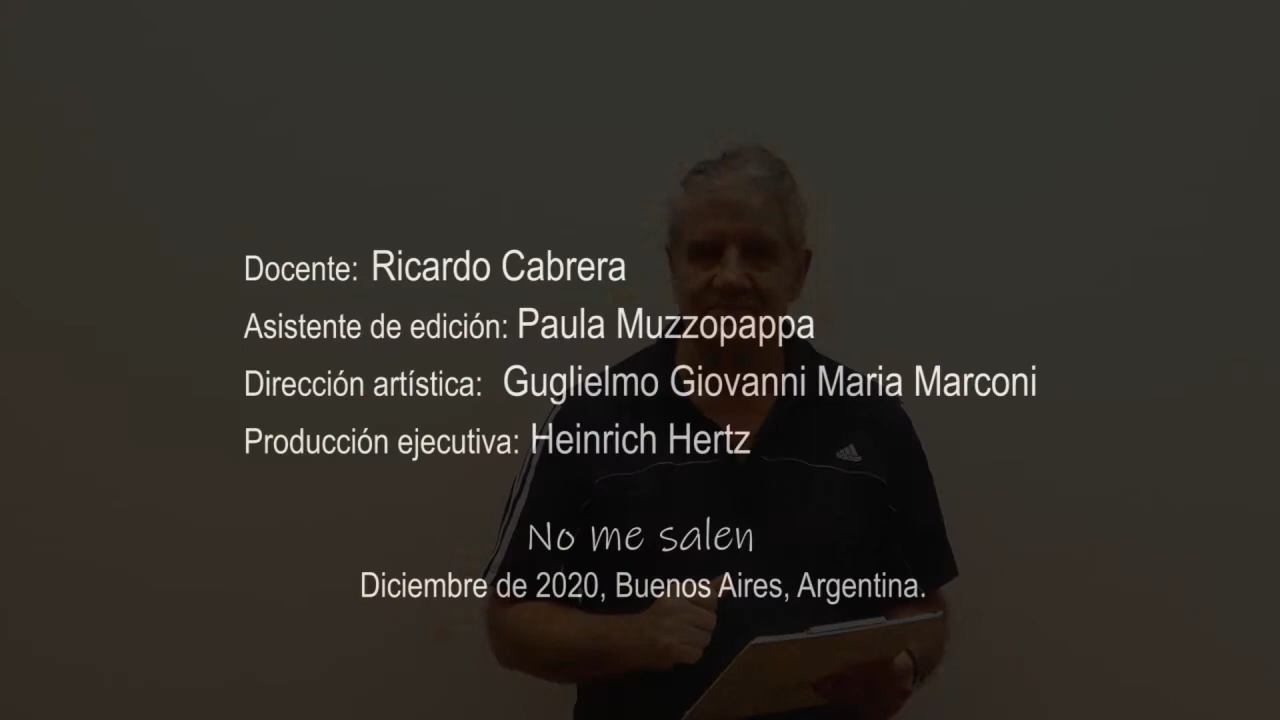 Docente: Ricardo Cabrera
Asistente de edición: Paula Muzzopappa
Dirección artística: Guglielmo Giovanni Maria Marconi
Producción ejecutiva: Heinrich Hertz
No me salen
Diciembre de 2020, Buenos Aires, Argentina.